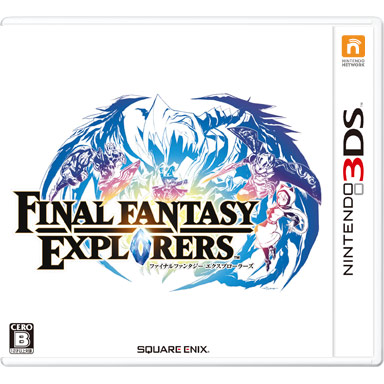 NINTENDO
NETWORK
NINTENDO 3DS
FINAL FANTASY
EXPLORERS™
ファイナルファンタジー エクスプローラーズ
CERO
B
SQUARE ENIX.